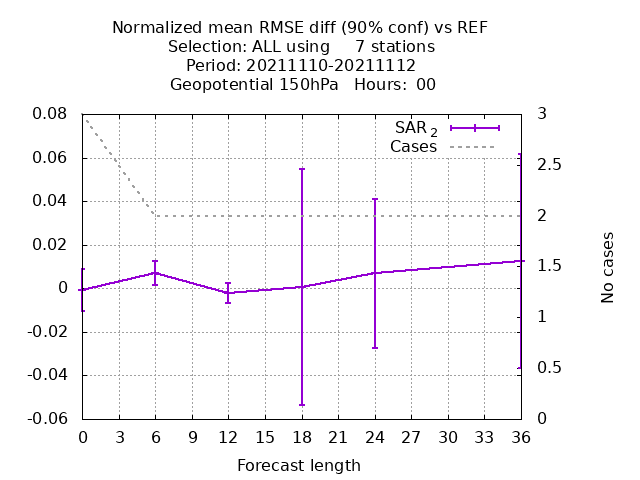 Normalized mean RMSE diff (90% conf) vs REF
Selection: ALL using     7 stations
Period: 20211110-20211112
Geopotential 150hPa   Hours:  00
0.08
0.06
0.04
0.02
0
-0.02
-0.04
-0.06
SAR 2
Cases
3
2.5
2
1.5
1
0.5
0
No cases
0 3 6 9 12 15 18 21 24 27 30 33 36
Forecast length